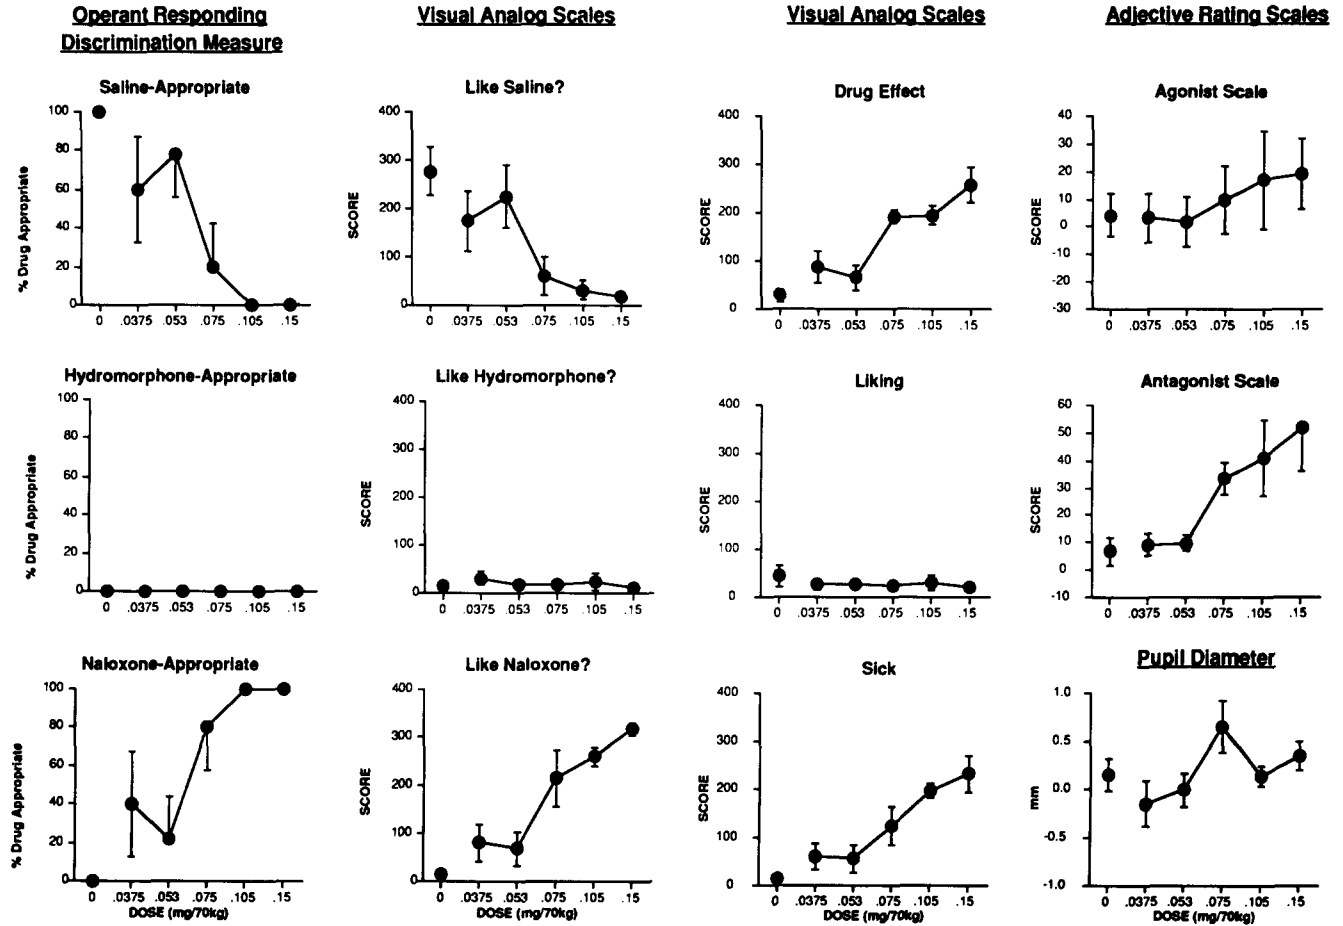 Operant Responding
Discrimination Measure
Visual Analog Scales
Visual Analog Scales
Adjective Rating Scales
Saline-Appropriate
100
80
60
40
20
0
% Drug Appropriate
0 .0375 .053 .075 .105 .15
Like Saline?
400
300
200
100
0
SCORE
0 .0375 .053 .075 .105 .15
Drug Effect
400
300
200
100
0
SCORE
0 .0375 .053 .075 .105 .15
Agonist Scale
40
30
20
10
0
-10
-20
-30
SCORE
0 .0375 .053 .075 .105 .15
Hydromorphone-Appropriate
100
80
60
40
20
0
% Drug Appropriate
0 .0375 .053 .075 .105 .15
Like Hydromorphone?
400
300
200
100
0
SCORE
0 .0375 .053 .075 .105 .15
Liking
400
300
200
100
0
SCORE
0 .0375 .053 .075 .105 .15
Antagonist Scale
60
50
40
30
20
10
0
-10
SCORE
0 .0375 .053 .075 .105 .15
Naloxone-Appropriate
100
80
60
40
20
0
% Drug Appropriate
0 .0375 .053 .075 .105 .15
DOSE (mg/70kg)
Like Naloxone?
400
300
200
100
0
SCORE
0 .0375 .053 .075 .105 .15
DOSE (mg/70kg)
Sick
400
300
200
100
0
SCORE
0 .0375 .053 .075 .105 .15
DOSE (mg/70kg)
Pupil Diameter
1.0
0.5
0.0
-0.5
-1.0
mm
0 .0375 .053 .075 .105 .15
DOSE (mg/70kg)